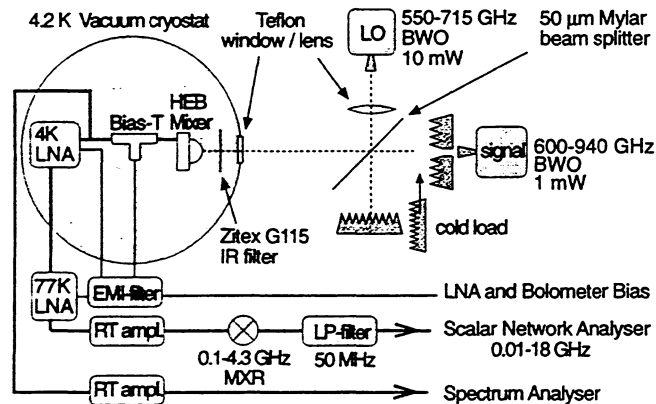 4.2 K Vacuum cryostat
Teflon
window / lens
LO
550-715 GHz
BWO
10 mW
50 µm Mylar
beam splitter
4K
LNA
Bias-T
HEB
Mixer
signal
600-940 GHz
BWO
1 mW
Zitex G115
IR filter
cold load
77K
LNA
EMI-filter
LNA and Bolometer Bias
RT ampl.
0.1-4.3 GHz
MXR
LP-filter
50 MHz
Scalar Network Analyser
0.01-18 GHz
RT ampl.
Spectrum Analyser